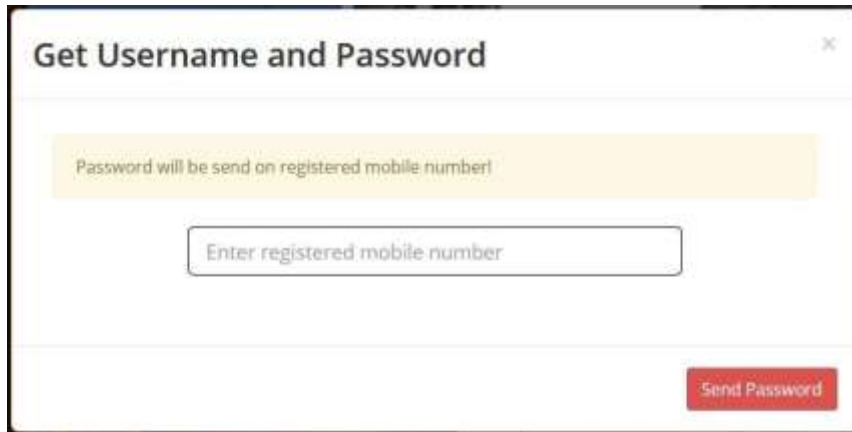 Get Username and Password
×
Password will be send on registered mobile number!
Enter registered mobile number
Send Password